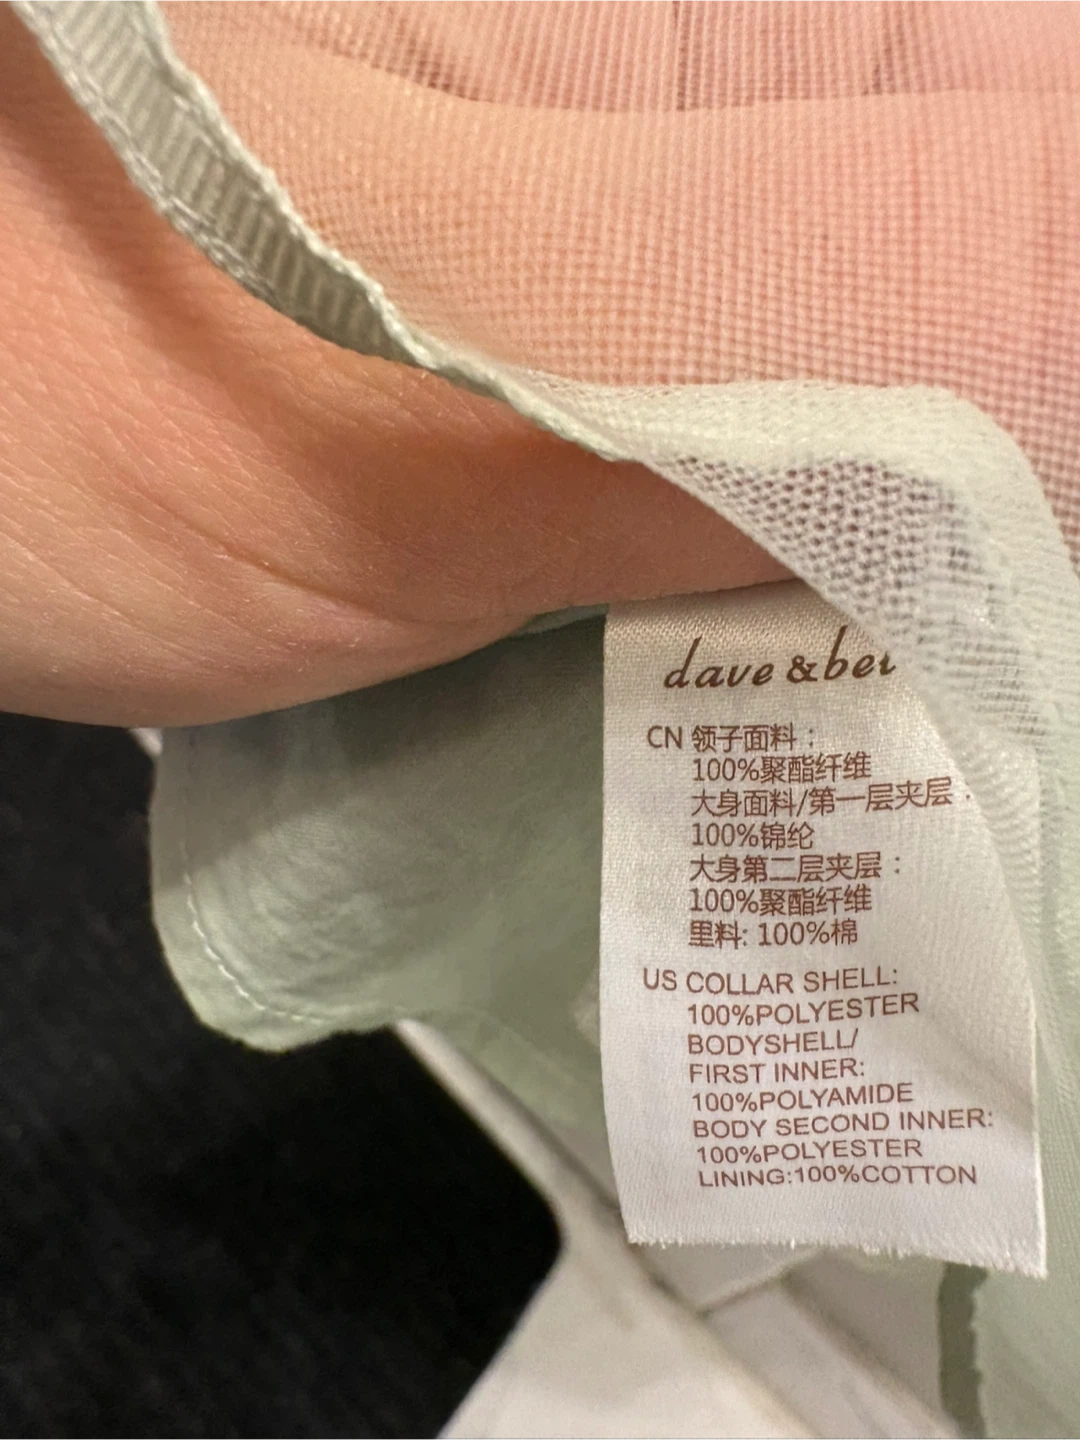 dave & be
CN 领子面料：
100%聚酯纤维
大身面料/第一层夹层：
100%锦纶
大身第二层夹层：
100%聚酯纤维
里料: 100%棉
US COLLAR SHELL:
100%POLYESTER
BODYSHELL/
FIRST INNER:
100%POLYAMIDE
BODY SECOND INNER:
100%POLYESTER
LINING:100%COTTON